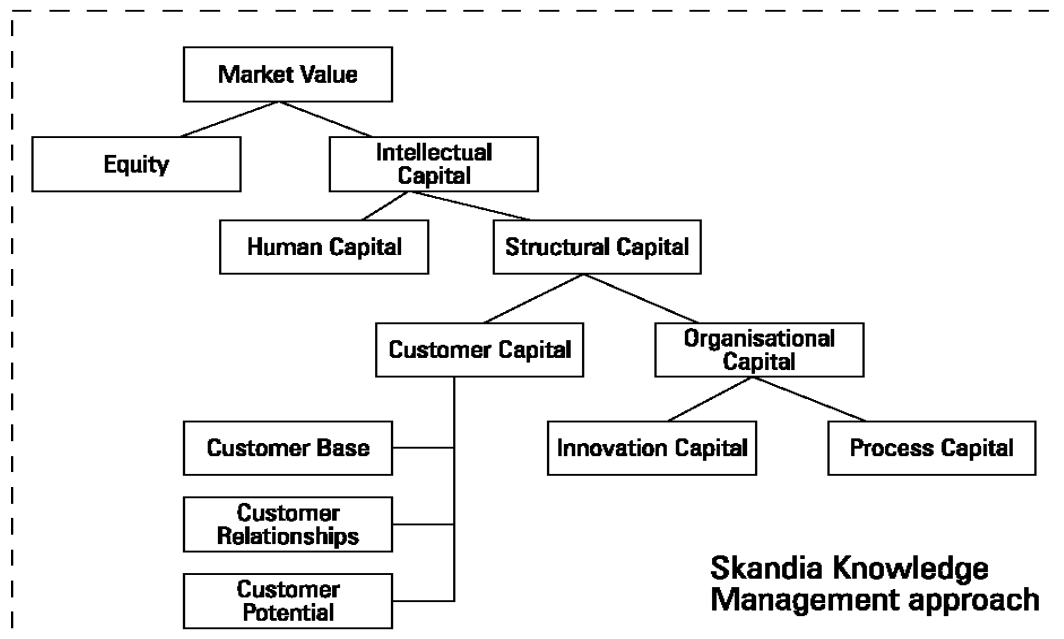 Market Value
Equity
Intellectual
Capital
Human Capital
Structural Capital
Customer Capital
Organisational
Capital
Customer Base
Innovation Capital
Process Capital
Customer
Relationships
Customer
Potential
Skandia Knowledge
Management approach